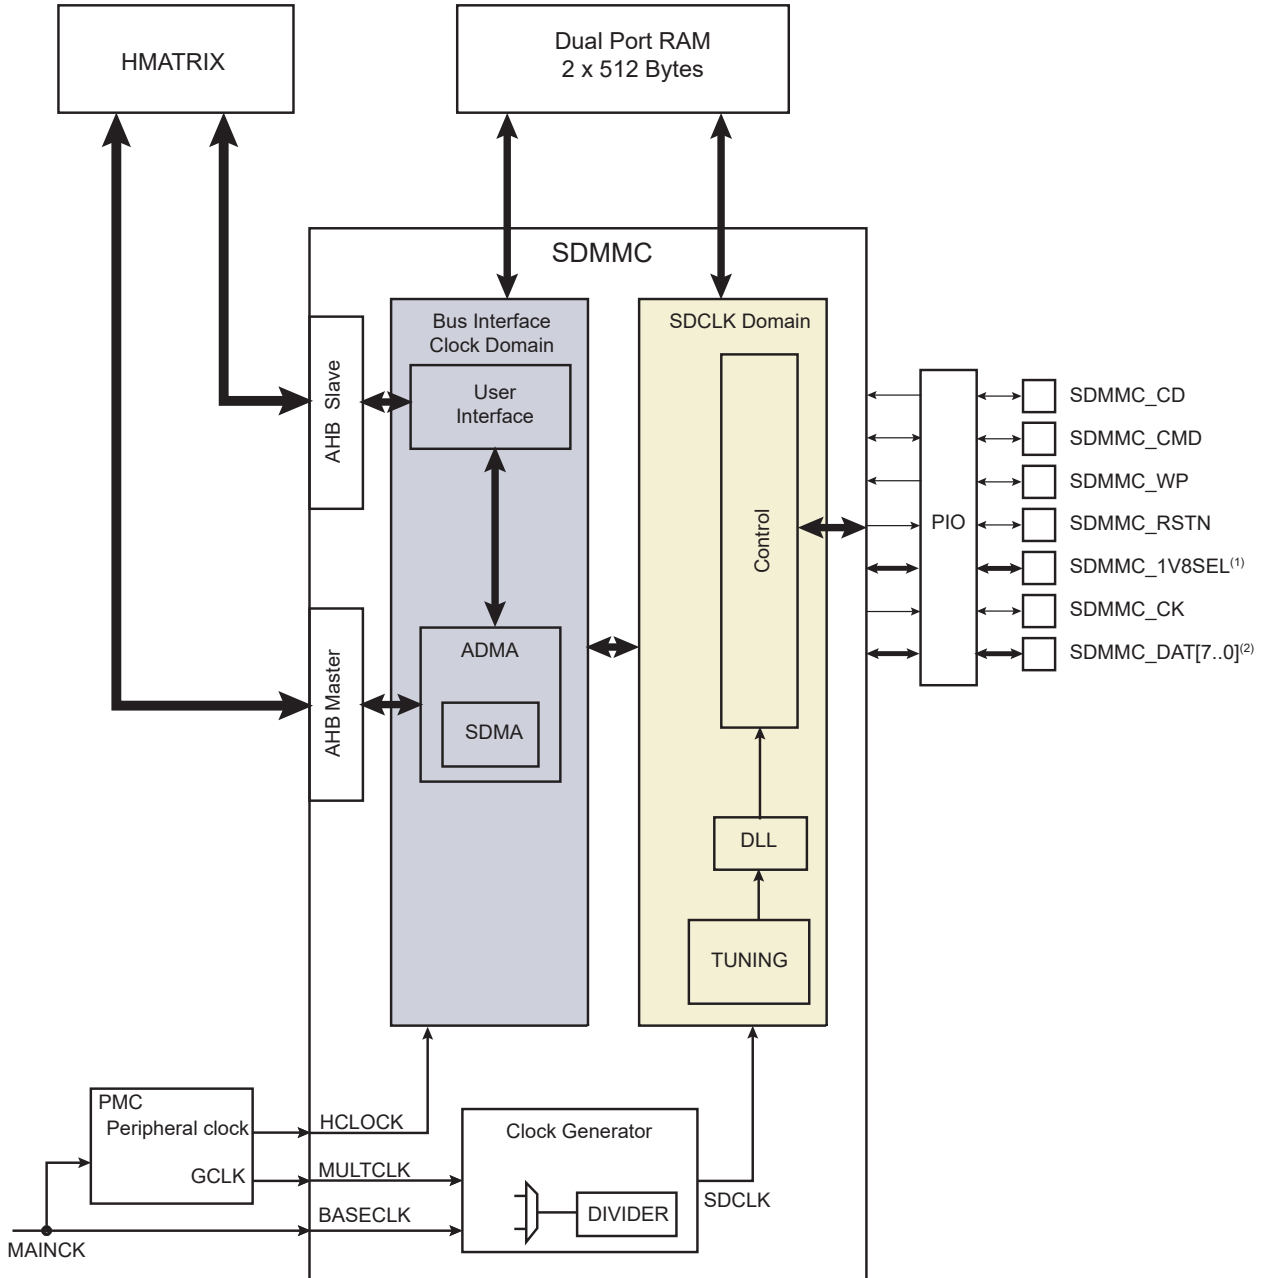 HMATRIX
Dual Port RAM
2 x 512 Bytes
SDMMC
Bus Interface
Clock Domain
SDCLK Domain
AHB Slave
User
Interface
Control
PIO
SDMMC_CD
SDMMC_CMD
SDMMC_WP
SDMMC_RSTN
SDMMC_1V8SEL(1)
SDMMC_CK
SDMMC_DAT[7..0](2)
AHB Master
ADMA
SDMA
DLL
TUNING
PMC
Peripheral clock
GCLK
HCLOCK
MULTCLK
BASECLK
MAINCK
Clock Generator
DIVIDER
SDCLK